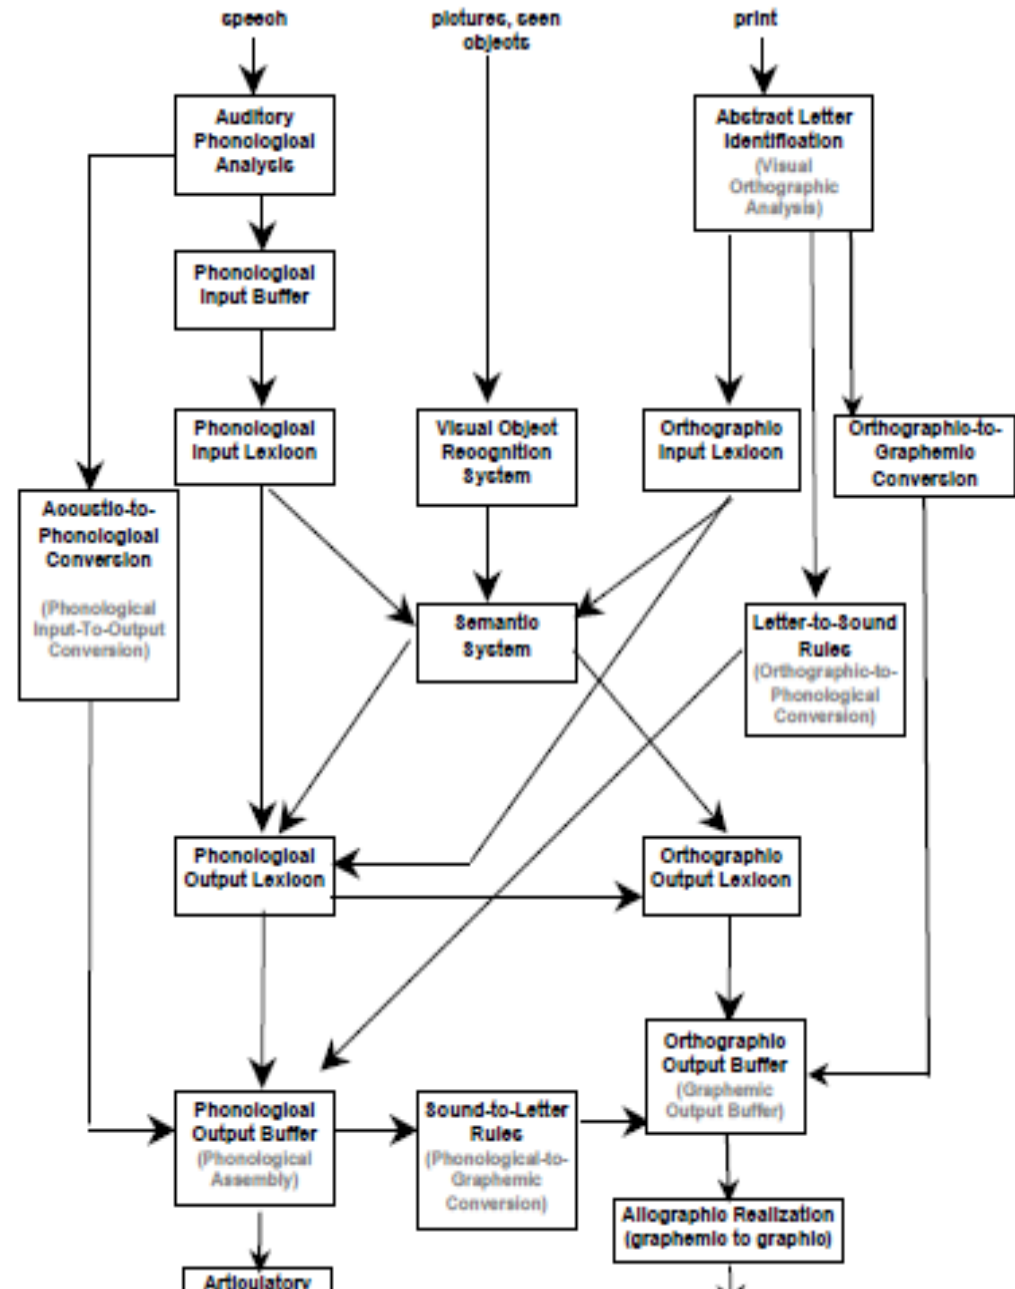 speech
pictures, seen
objects
print
Auditory
Phonological
Analysis
Abstract Letter
Identification
(Visual
Orthographic
Analysis)
Phonological
Input Buffer
Phonological
Input Lexicon
Visual Object
Recognition
System
Orthographic
Input Lexicon
Orthographic-to-
Graphemic
Conversion
Acoustic-to-
Phonological
Conversion
(Phonological
Input-To-Output
Conversion)
Semantic
System
Letter-to-Sound
Rules
(Orthographic-to-
Phonological
Conversion)
Phonological
Output Lexicon
Orthographic
Output Lexicon
Orthographic
Output Buffer
(Graphemic
Output Buffer)
Phonological
Output Buffer
(Phonological
Assembly)
Sound-to-Letter
Rules
(Phonological-to-
Graphemic
Conversion)
Allographic Realization
(graphemic to graphic)
Articulatory